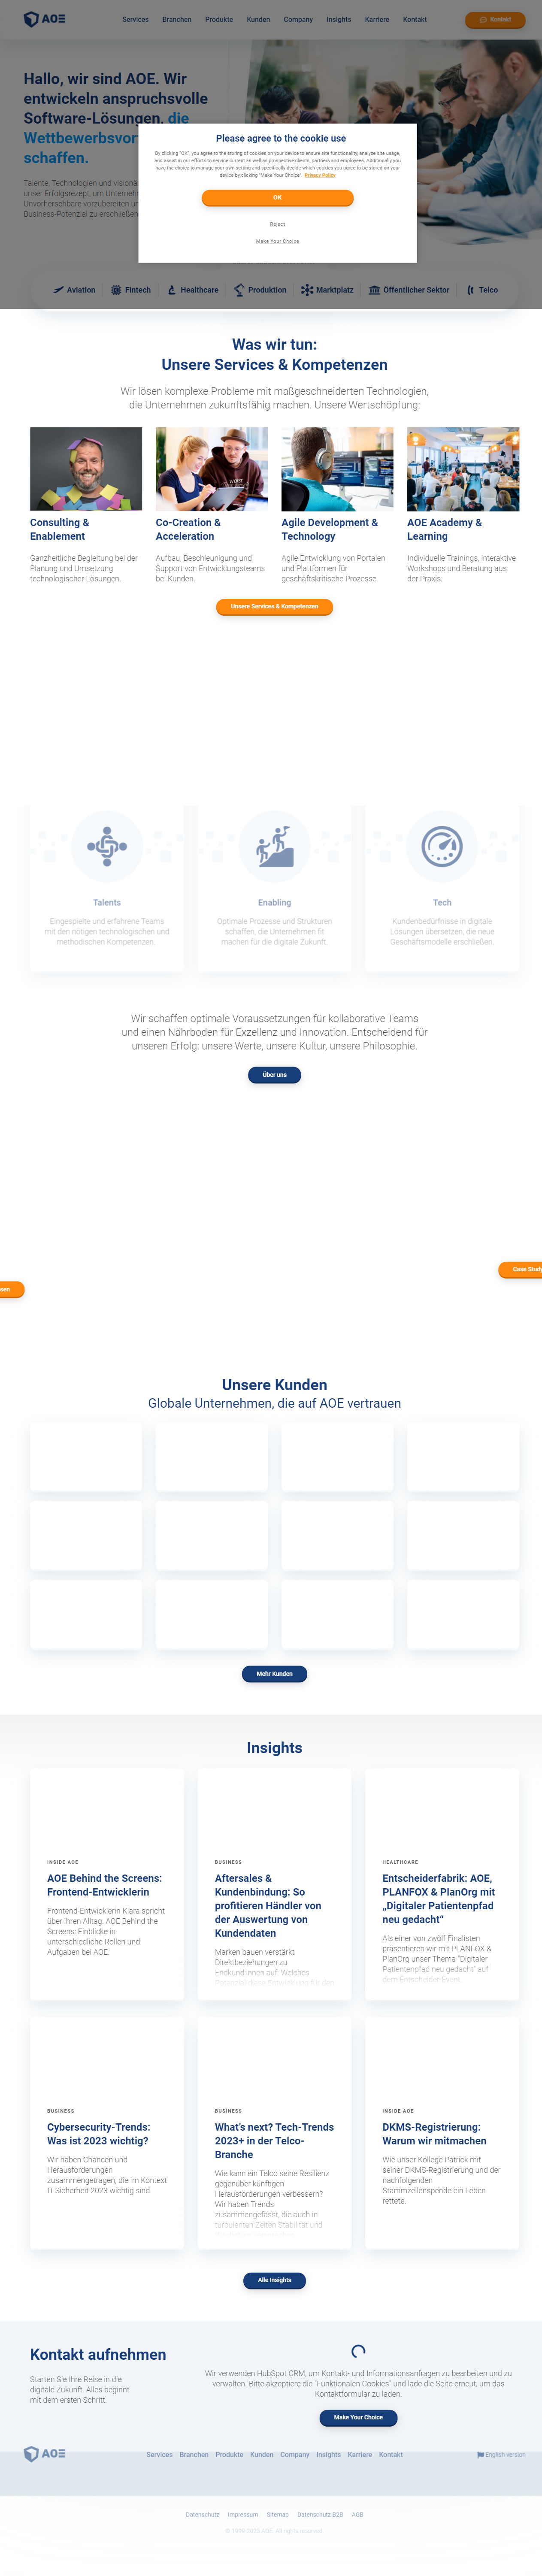 AOE
Services Branchen Produkte Kunden Company Insights Karriere Kontakt
Kontakt
Hallo, wir sind AOE. Wir
entwickeln anspruchsvolle
Software-Lösungen, die
Wettbewerbsvor
schaffen.
Talente, Technologien und
unser Erfolgsrezept, um
Unvorhersehbares vorzubereiten
Business-Potenzial zu erschließen
Please agree to the cookie use
By clicking "OK", you agree to the storing of cookies on your device to ensure site functionality, analyze site usage,
and assist in our efforts to service current as well as prospective clients, partners and employees. Additionally you
have the choice to manage your own setting and specifically decide which cookies you agree to be stored on your
device by clicking "Make Your Choice". Privacy Policy
OK
Reject
Make Your Choice
Aviation Fintech Healthcare Produktion Marktplatz Öffentlicher Sektor Telco
Was wir tun:
Unsere Services & Kompetenzen
Wir lösen komplexe Probleme mit maßgeschneiderten Technologien,
die Unternehmen zukunftsfähig machen. Unsere Wertschöpfung:
Consulting &
Enablement
Ganzheitliche Begleitung bei der
Planung und Umsetzung
technologischer Lösungen.
Co-Creation &
Acceleration
Aufbau, Beschleunigung und
Support von Entwicklungsteams
bei Kunden.
Agile Development &
Technology
Agile Entwicklung von Portalen
und Plattformen für
geschäftskritische Prozesse.
AOE Academy &
Learning
Individuelle Trainings, interaktive
Workshops und Beratung aus
der Praxis.
Unsere Services & Kompetenzen
Talents
Eingespielte und erfahrene Teams
mit den nötigen technologischen und
methodischen Kompetenzen.
Enabling
Optimale Prozesse und Strukturen
schaffen, die Unternehmen fit
machen für die digitale Zukunft.
Tech
Kundenbedürfnisse in digitale
Lösungen übersetzen, die neue
Geschäftsmodelle erschließen.
Wir schaffen optimale Voraussetzungen für kollaborative Teams
und einen Nährboden für Exzellenz und Innovation. Entscheidend für
unseren Erfolg: unsere Werte, unsere Kultur, unsere Philosophie.
Über uns
Case Study
sen
Unsere Kunden
Globale Unternehmen, die auf AOE vertrauen
Mehr Kunden
Insights
INSIDE AOE
AOE Behind the Screens:
Frontend-Entwicklerin
Frontend-Entwicklerin Klara spricht
über ihren Alltag. AOE Behind the
Screens: Einblicke in
unterschiedliche Rollen und
Aufgaben bei AOE.
BUSINESS
Aftersales &
Kundenbindung: So
profitieren Händler von
der Auswertung von
Kundendaten
Marken bauen verstärkt
Direktbeziehungen zu
Endkund:innen auf. Welches
Potenzial diese Entwicklung für den
HEALTHCARE
Entscheiderfabrik: AOE,
PLANFOX & PlanOrg mit
„Digitaler Patientenpfad
neu gedacht“
Als einer von zwölf Finalisten
präsentieren wir mit PLANFOX &
PlanOrg unser Thema "Digitaler
Patientenpfad neu gedacht" auf
dem Entscheider-Event.
BUSINESS
Cybersecurity-Trends:
Was ist 2023 wichtig?
Wir haben Chancen und
Herausforderungen
zusammengetragen, die im Kontext
IT-Sicherheit 2023 wichtig sind.
BUSINESS
What’s next? Tech-Trends
2023+ in der Telco-
Branche
Wie kann ein Telco seine Resilienz
gegenüber künftigen
Herausforderungen verbessern?
Wir haben Trends
zusammengefasst, die auch in
turbulenten Zeiten Stabilität und
INSIDE AOE
DKMS-Registrierung:
Warum wir mitmachen
Wie unser Kollege Patrick mit
seiner DKMS-Registrierung und der
nachfolgenden
Stammzellenspende ein Leben
rettete.
Alle Insights
Kontakt aufnehmen
Starten Sie Ihre Reise in die
digitale Zukunft. Alles beginnt
mit dem ersten Schritt.
Wir verwenden HubSpot CRM, um Kontakt- und Informationsanfragen zu bearbeiten und zu
verwalten. Bitte akzeptiere die "Funktionalen Cookies" und lade die Seite erneut, um das
Kontaktformular zu laden.
Make Your Choice
AOE
Services Branchen Produkte Kunden Company Insights Karriere Kontakt
English version
Datenschutz Impressum Sitemap Datenschutz B2B AGB
© 1999-2023 AOE. All rights reserved.